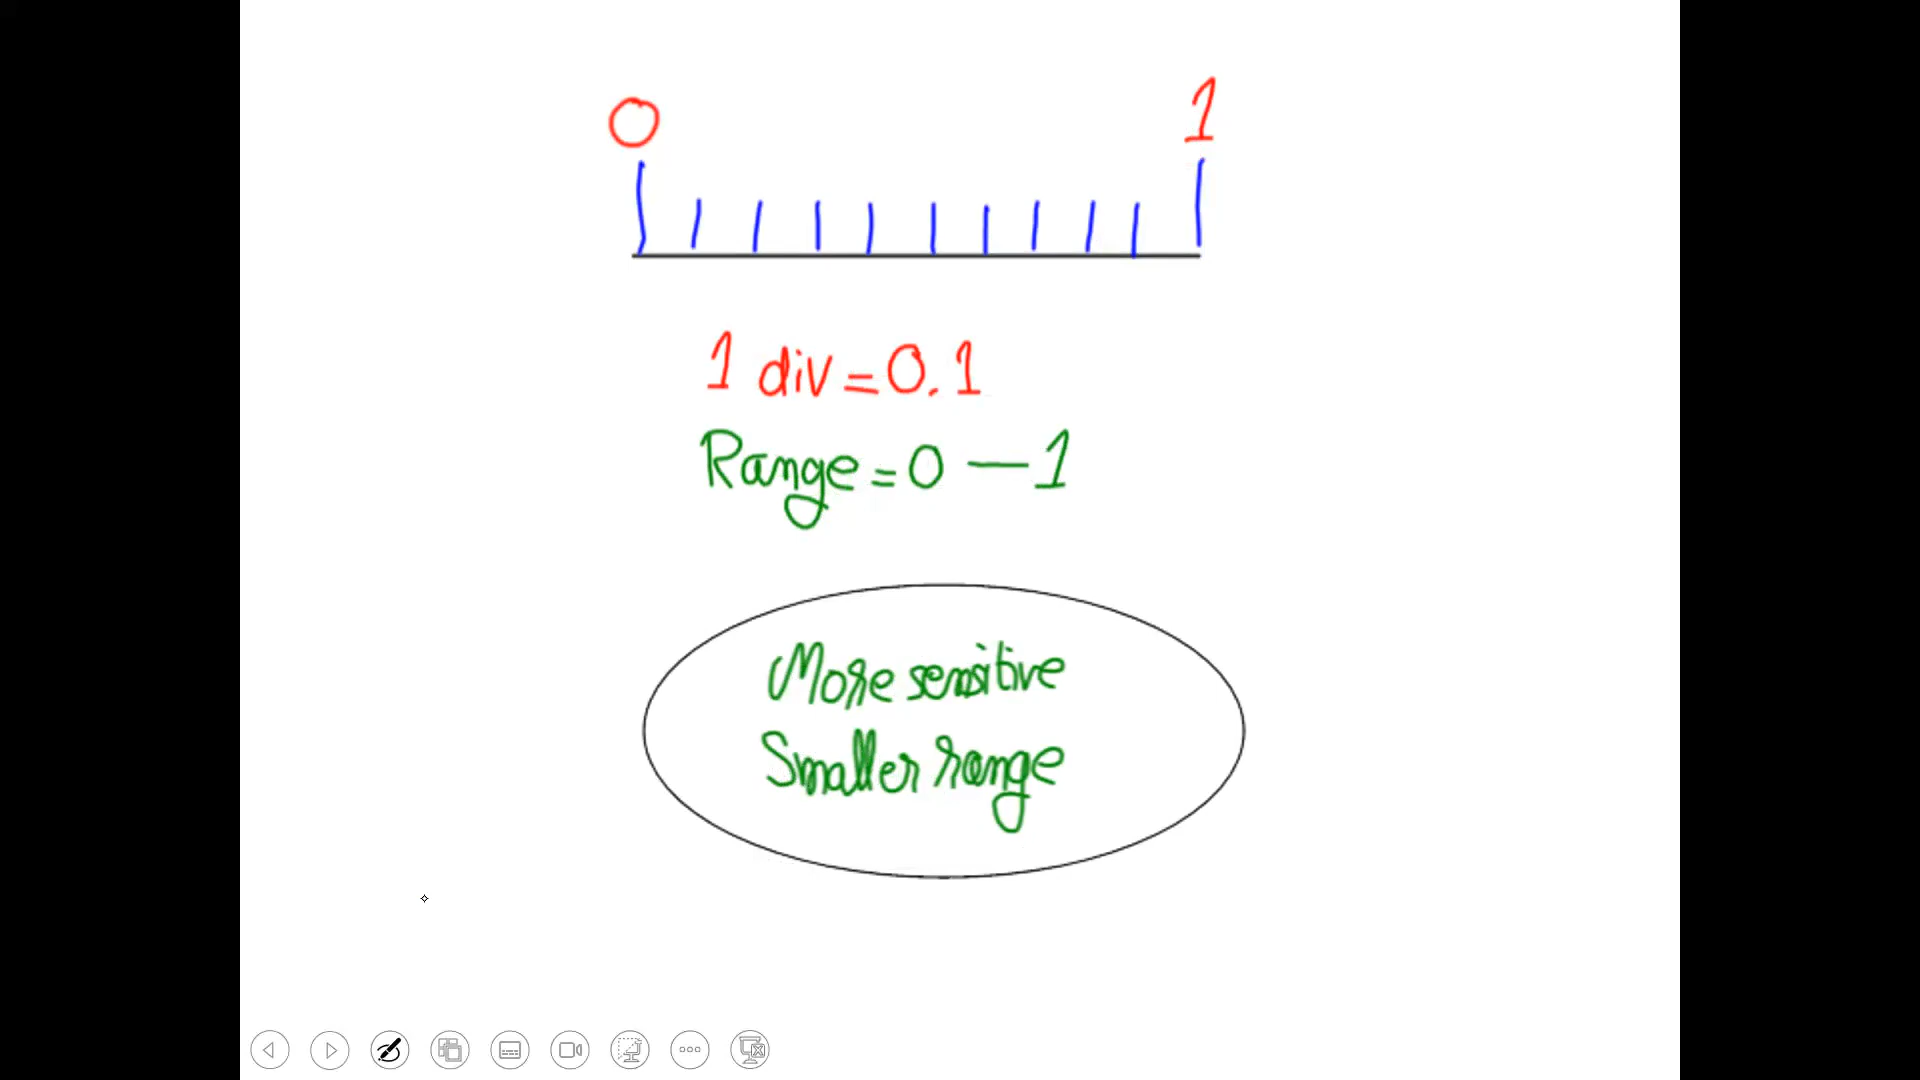 0 1
1 div = 0.1
Range = 0 — 1
More sensitive
Smaller range